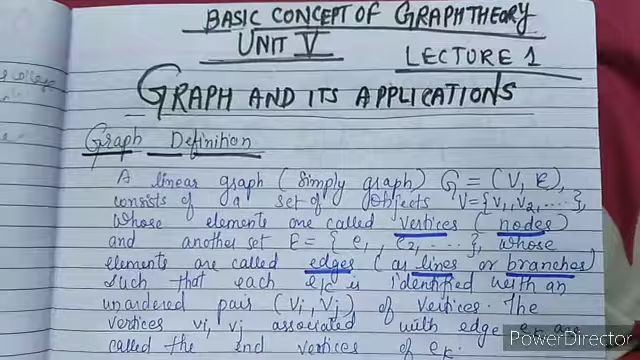 BASIC CONCEPT OF GRAPH THEORY
UNIT V
LECTURE 1
GRAPH AND ITS APPLICATIONS
Graph Definition
A linear graph (simply graph) G = (V, E),
consists of a set of objects V={v1, v2, ....},
whose elements are called vertices (nodes)
and another set E = { e1, e2, .... }, whose
elements are called edges (or lines or branches)
such that each ek is identified with an
unordered pair (vi, vj) of vertices. The
vertices vi, vj associated with edge ek are
called the end vertices of ek.
PowerDirector